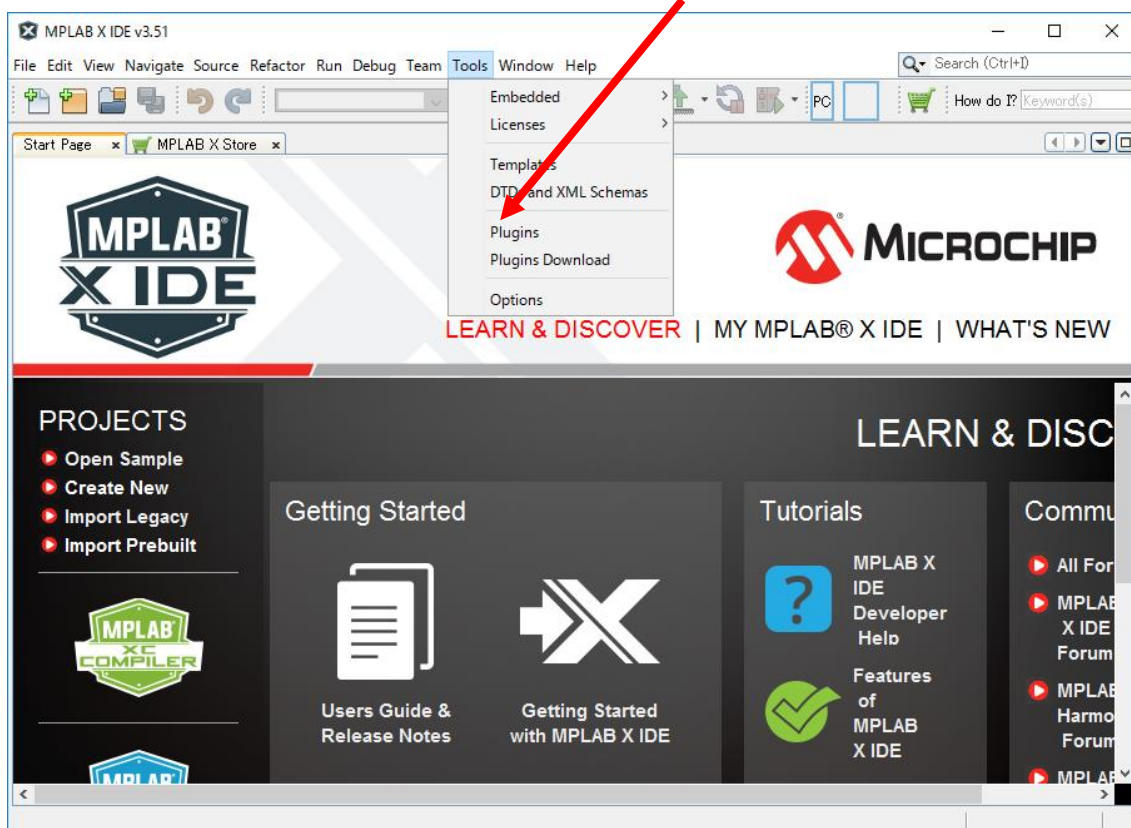 MPLAB X IDE v3.51
File Edit View Navigate Source Refactor Run Debug Team Tools Window Help
Search (Ctrl+I)
PC
How do I?
Keyword(s)
Start Page
MPLAB X Store
Embedded
Licenses
Templates
DTDs and XML Schemas
Plugins
Plugins Download
Options
MPLAB®
X IDE
MICROCHIP
LEARN & DISCOVER | MY MPLAB® X IDE | WHAT'S NEW
PROJECTS
Open Sample
Create New
Import Legacy
Import Prebuilt
MPLAB
XC
COMPILER
MPLAB
LEARN & DISC
Getting Started
Users Guide &
Release Notes
Getting Started
with MPLAB X IDE
Tutorials
MPLAB X
IDE
Developer
Help
Features
of
MPLAB
X IDE
Commu
All For
MPLAB
X IDE
Forum
MPLAB
Harmo
Forum
MPLAB